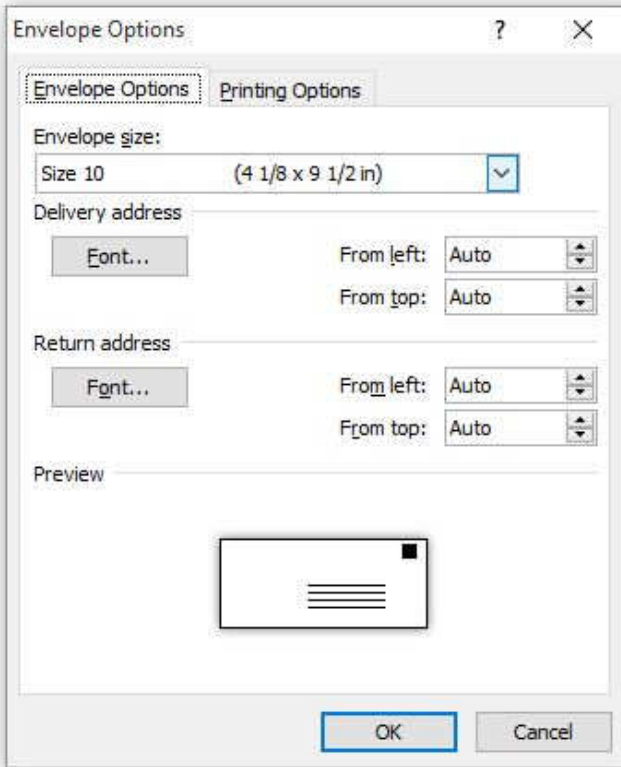 Envelope Options ?
Envelope Options Printing Options
Envelope size:
Size 10 (4 1/8 x 9 1/2 in)
Delivery address
Font... From left: Auto
From top: Auto
Return address
Font... From left: Auto
From top: Auto
Preview
OK Cancel